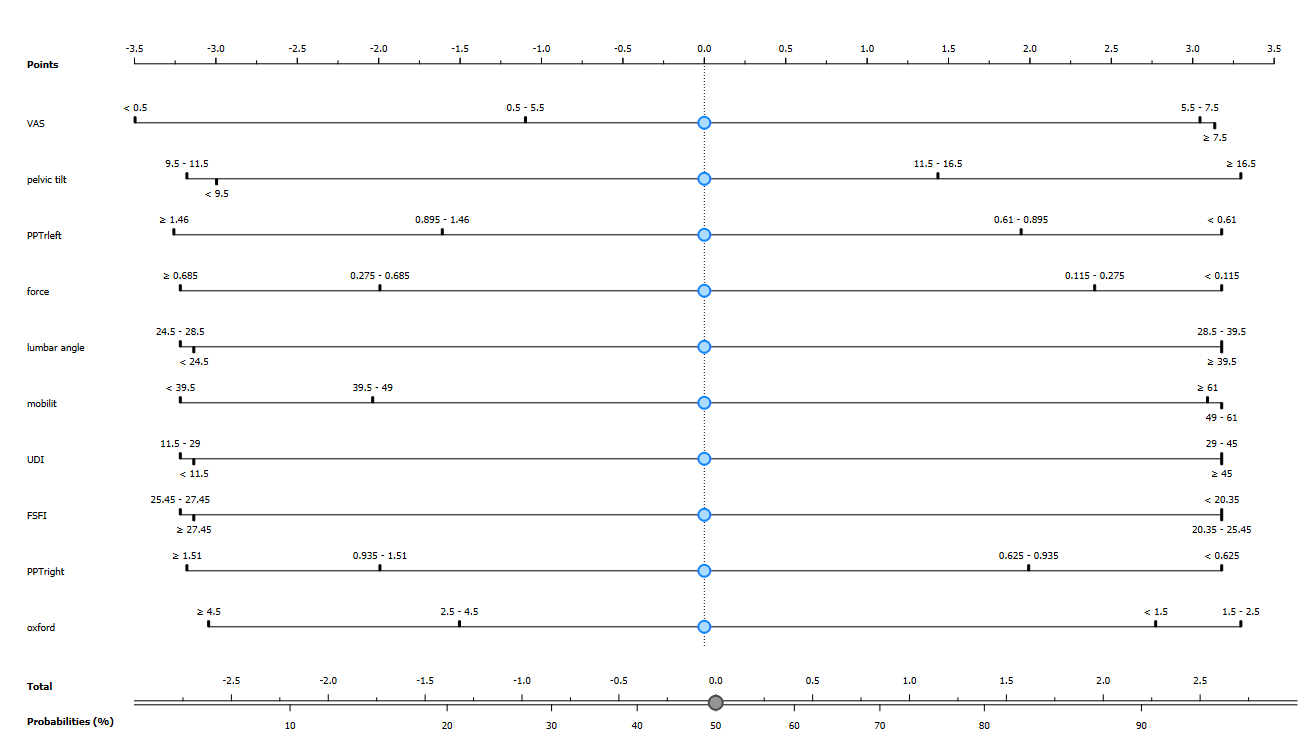 -3.5 -3.0 -2.5 -2.0 -1.5 -1.0 -0.5 0.0 0.5 1.0 1.5 2.0 2.5 3.0 3.5
Points
< 0.5 0.5 - 5.5 5.5 - 7.5
VAS
≥ 7.5
9.5 - 11.5 11.5 - 16.5 ≥ 16.5
pelvic tilt
< 9.5
≥ 1.46 0.895 - 1.46 0.61 - 0.895 < 0.61
PPTrleft
≥ 0.685 0.275 - 0.685 0.115 - 0.275 < 0.115
force
24.5 - 28.5 28.5 - 39.5
lumbar angle
< 24.5 ≥ 39.5
< 39.5 39.5 - 49 ≥ 61
mobilit
49 - 61
11.5 - 29 29 - 45
UDI
< 11.5 ≥ 45
25.45 - 27.45 < 20.35
FSFI
≥ 27.45 20.35 - 25.45
≥ 1.51 0.935 - 1.51 0.625 - 0.935 < 0.625
PPTright
≥ 4.5 2.5 - 4.5 < 1.5 1.5 - 2.5
oxford
-2.5 -2.0 -1.5 -1.0 -0.5 0.0 0.5 1.0 1.5 2.0 2.5
Total
Probabilities (%)
10 20 30 40 50 60 70 80 90